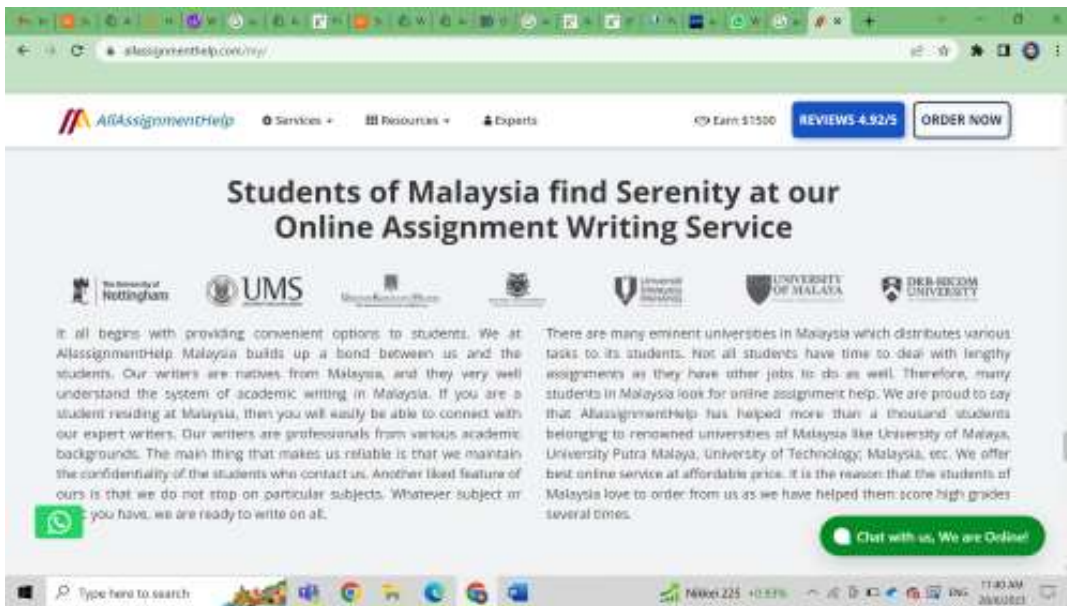 allassignmenthelp.com/my/
AllAssignmentHelp
Services
Resources
Experts
Earn $1500
REVIEWS 4.92/5
ORDER NOW
Students of Malaysia find Serenity at our
Online Assignment Writing Service
The University of
Nottingham
UMS
UNIVERSITY
OF MALAYA
DRB-HICOM
UNIVERSITY
It all begins with providing convenient options to students. We at
AllassignmentHelp Malaysia builds up a bond between us and the
students. Our writers are natives from Malaysia, and they very well
understand the system of academic writing in Malaysia. If you are a
student residing at Malaysia, then you will easily be able to connect with
our expert writers. Our writers are professionals from various academic
backgrounds. The main thing that makes us reliable is that we maintain
the confidentiality of the students who contact us. Another liked feature of
ours is that we do not stop on particular subjects. Whatever subject or
you have, we are ready to write on all.
There are many eminent universities in Malaysia which distributes various
tasks to its students. Not all students have time to deal with lengthy
assignments as they have other jobs to do as well. Therefore, many
students in Malaysia look for online assignment help. We are proud to say
that AllassignmentHelp has helped more than a thousand students
belonging to renowned universities of Malaysia like University of Malaya,
University Putra Malaya, University of Technology; Malaysia, etc. We offer
best online service at affordable price. It is the reason that the students of
Malaysia love to order from us as we have helped them score high grades
several times.
Chat with us, We are Online!
Type here to search
Nikkei 225
ENG
11:40 AM